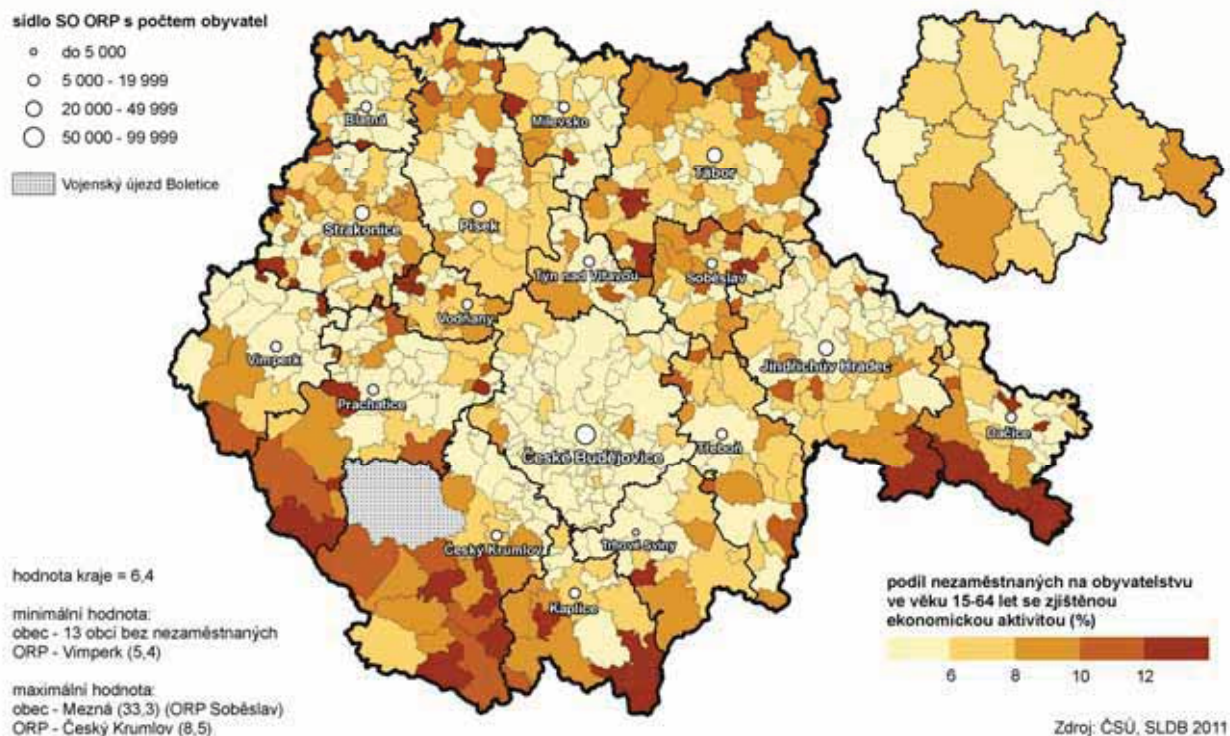 sídlo SO ORP s počtem obyvatel
do 5 000
5 000 - 19 999
20 000 - 49 999
50 000 - 99 999
Vojenský újezd Boletice
Blatná
Milevsko
Tábor
Strakonice
Písek
Týn nad Vltavou
Soběslav
Vodňany
Vimperk
Jindřichův Hradec
Prachatice
Dačice
České Budějovice
Třeboň
Český Krumlov
Trhové Sviny
Kaplice
hodnota kraje = 6,4
minimální hodnota:
obec - 13 obcí bez nezaměstnaných
ORP - Vimperk (5,4)
maximální hodnota:
obec - Mezná (33,3) (ORP Soběslav)
ORP - Český Krumlov (8,5)
podíl nezaměstnaných na obyvatelstvu
ve věku 15-64 let se zjištěnou
ekonomickou aktivitou (%)
6 8 10 12
Zdroj: ČSÚ, SLDB 2011